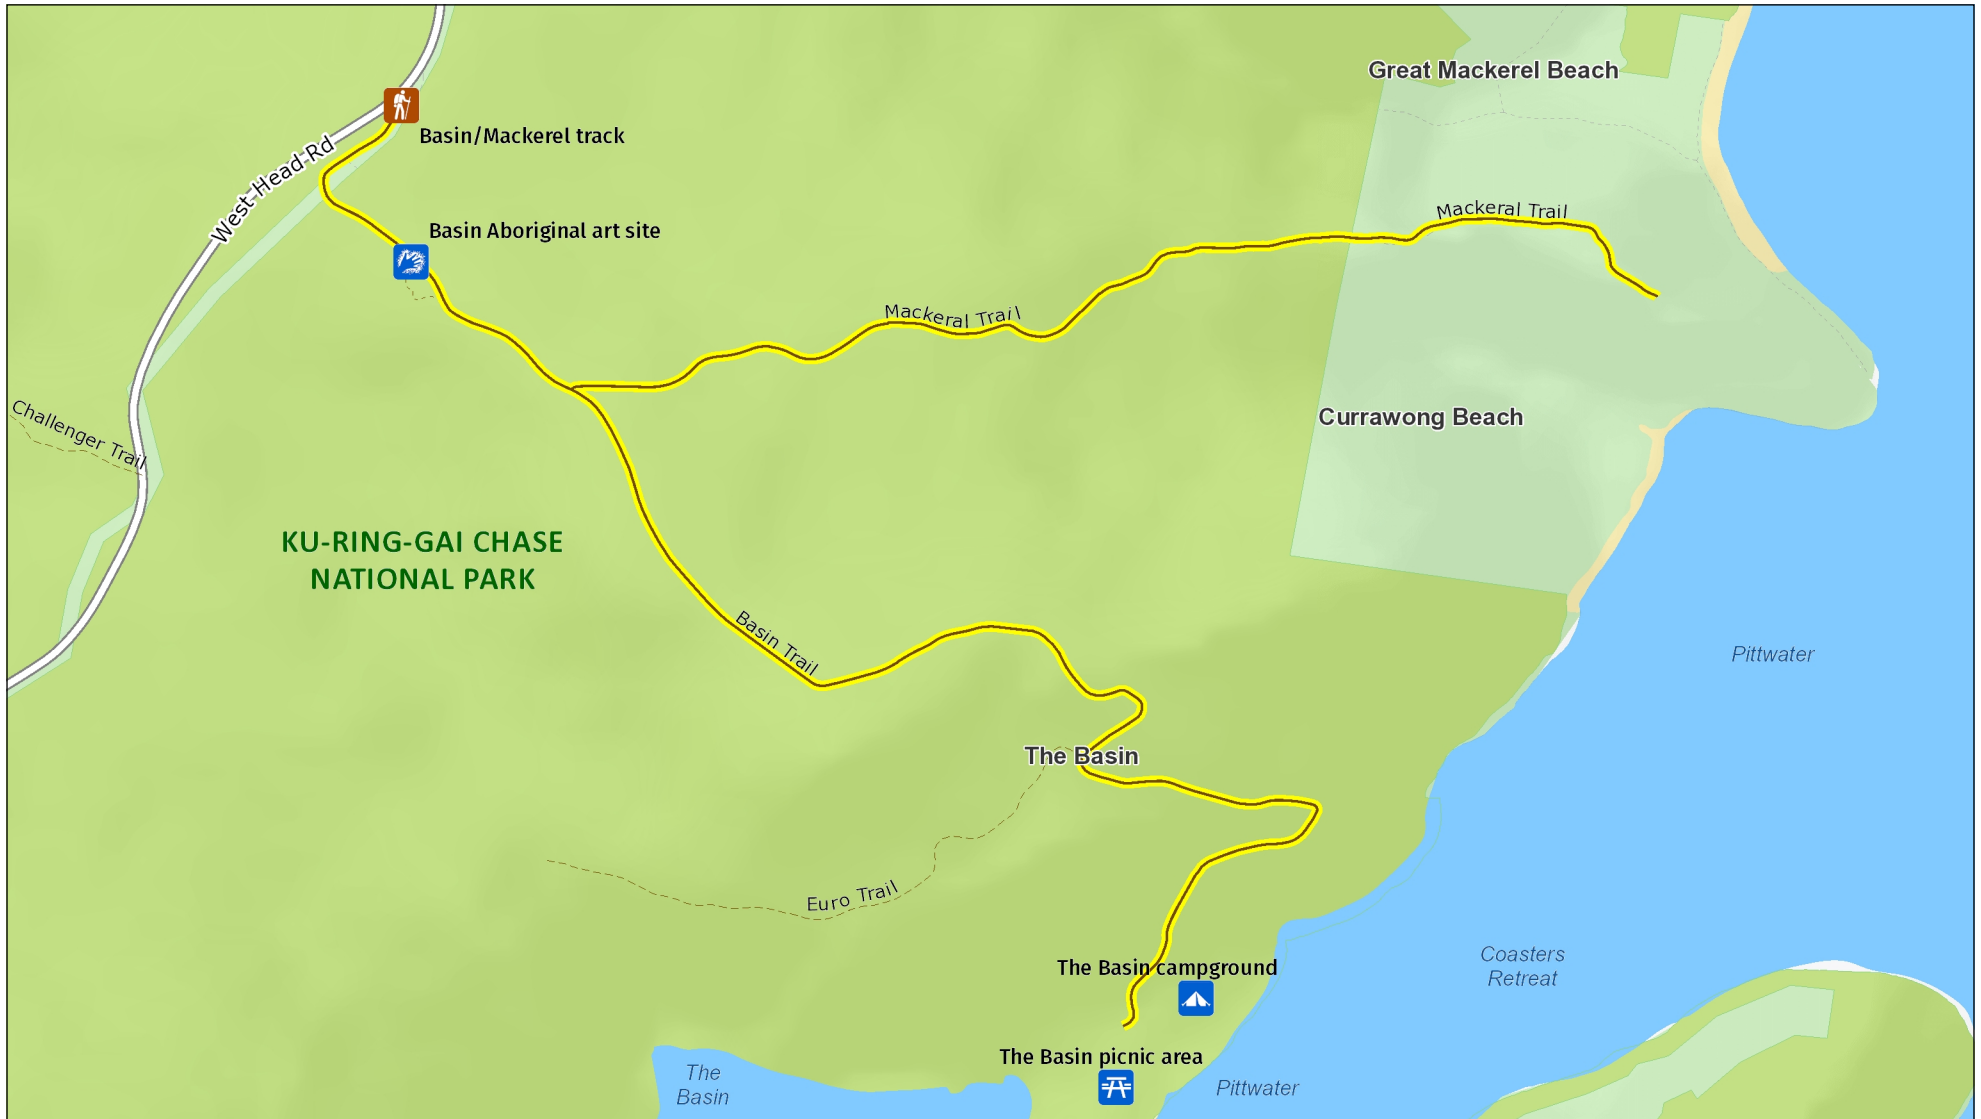 Great Mackerel Beach
Basin/Mackerel track
West-Head-Rd
Mackeral Trail
Basin Aboriginal art site
Mackeral Trail
Challenger Trail
Currawong Beach
KU-RING-GAI CHASE
NATIONAL PARK
Basin Trail
Pittwater
The Basin
Euro Trail
Coasters
Retreat
The Basin campground
The Basin picnic area
The
Basin
Pittwater